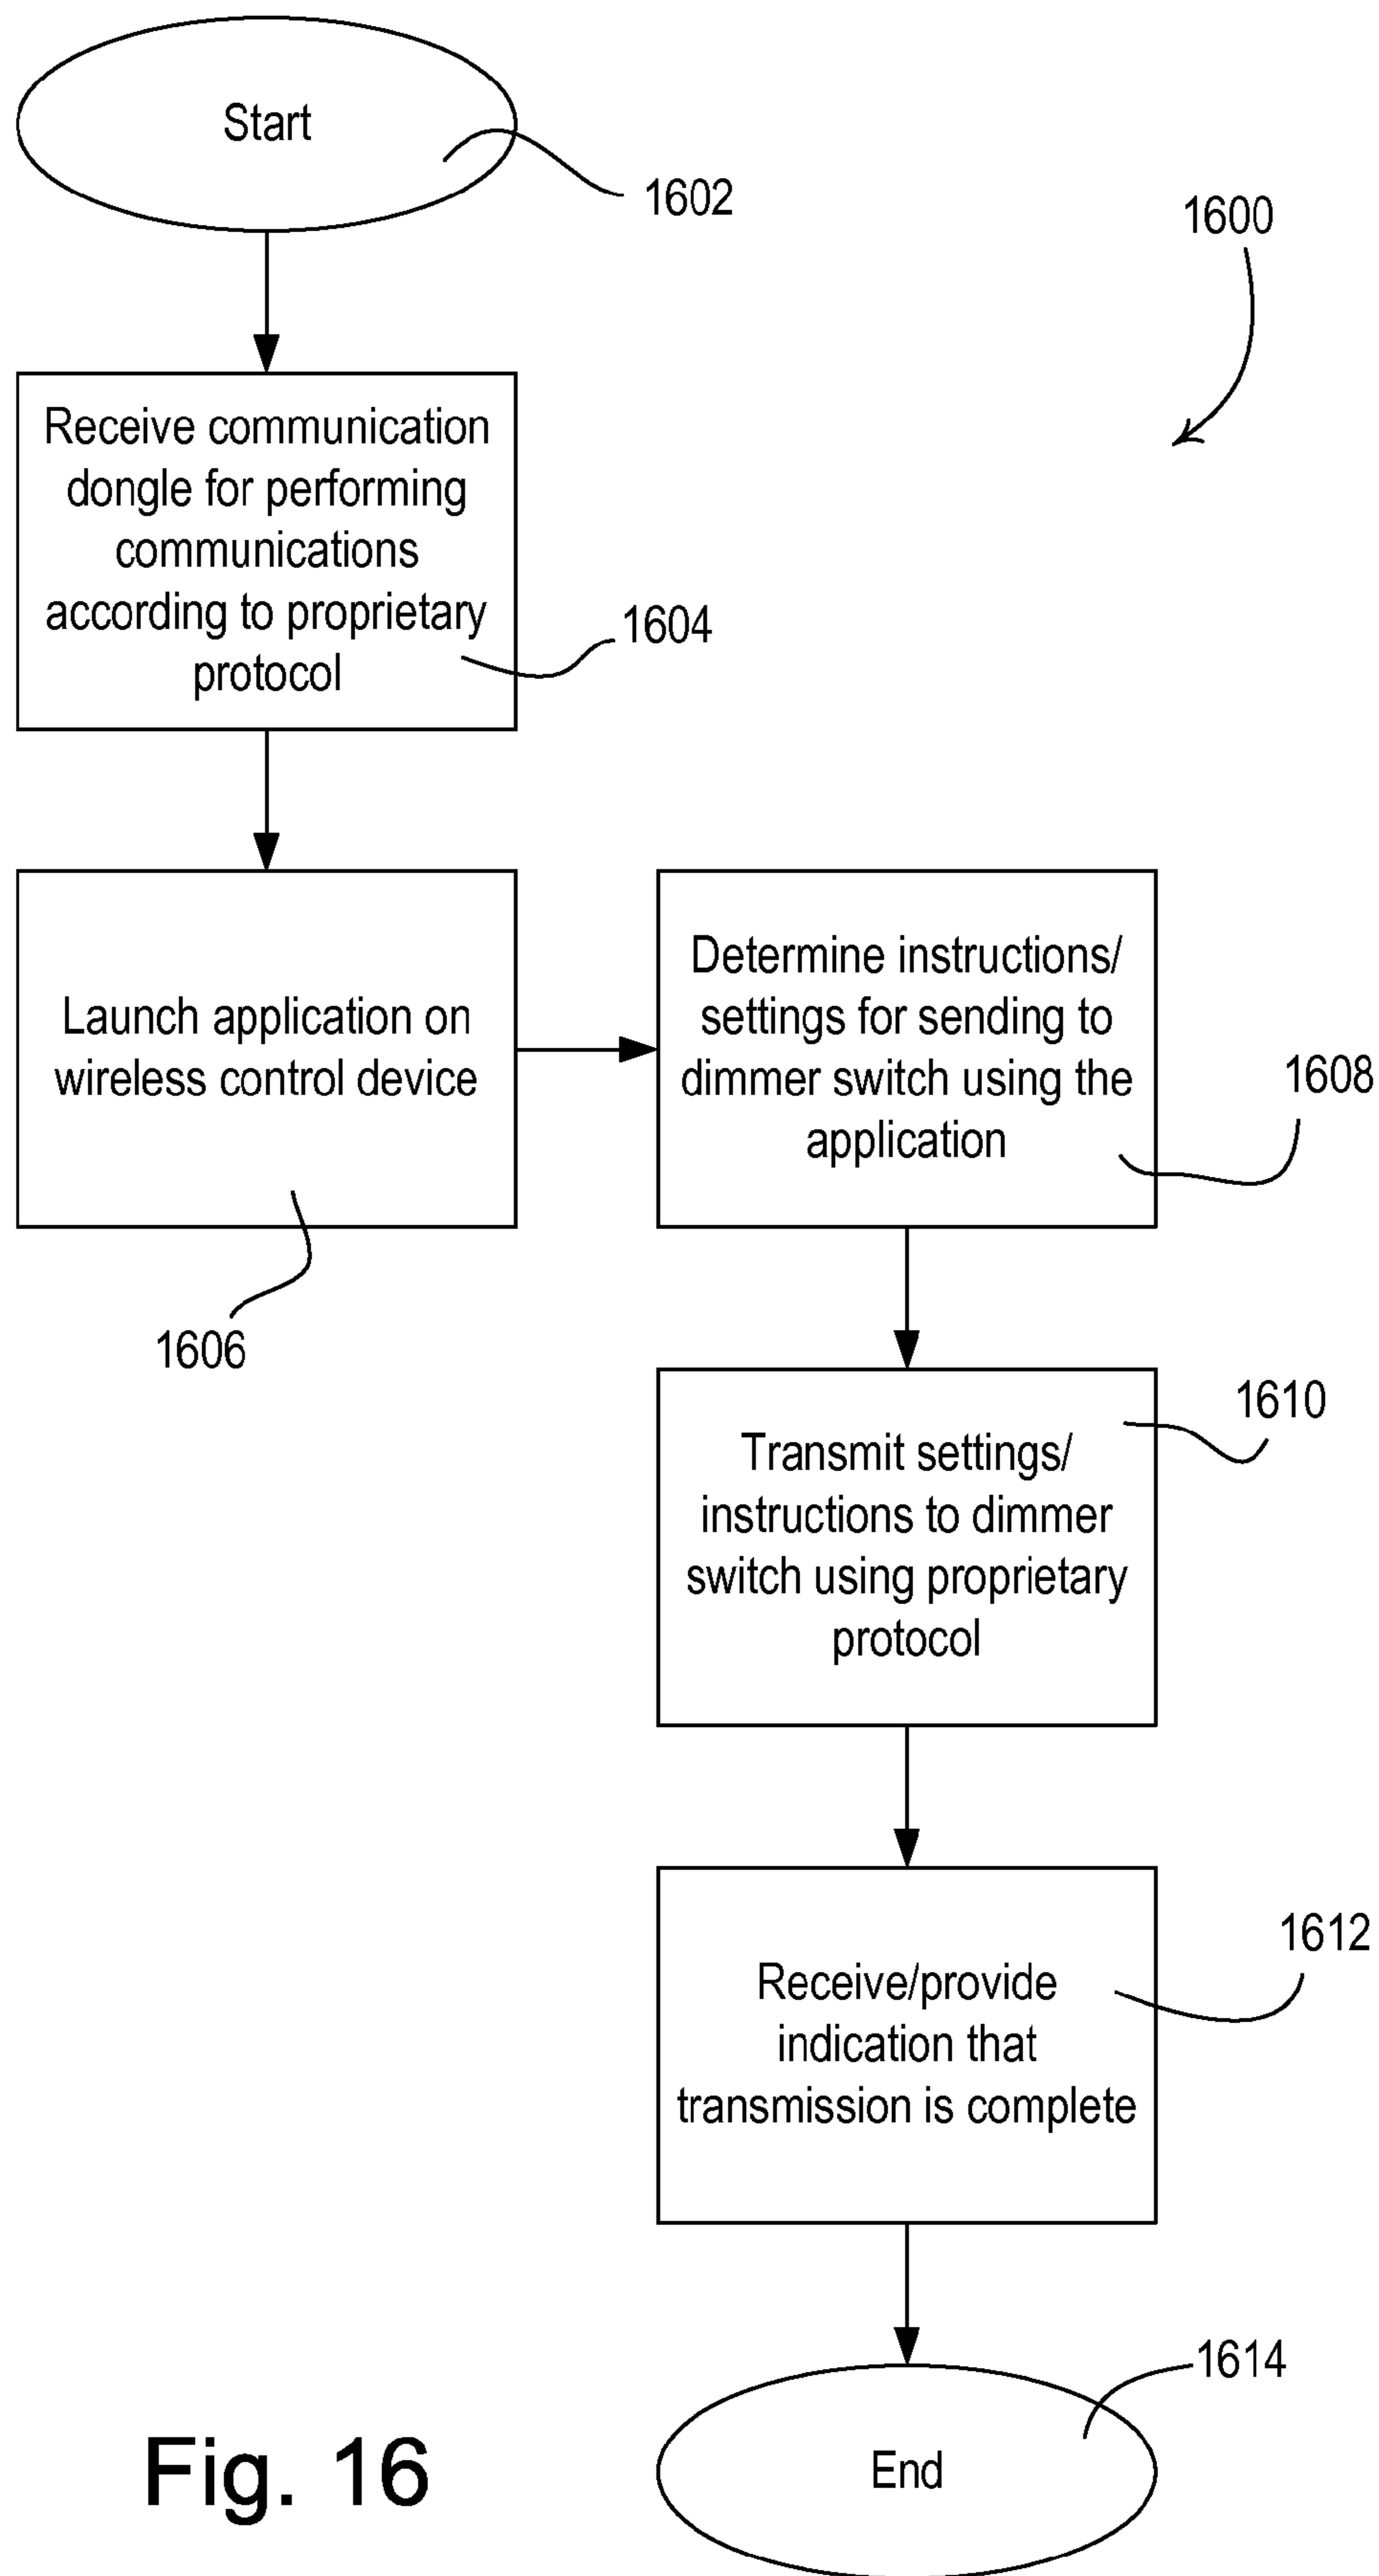 Start
1602
1600
Receive communication
dongle for performing
communications
according to proprietary
protocol
1604
Launch application on
wireless control device
1606
Determine instructions/
settings for sending to
dimmer switch using the
application
1608
Transmit settings/
instructions to dimmer
switch using proprietary
protocol
1610
Receive/provide
indication that
transmission is complete
1612
End
1614
Fig. 16